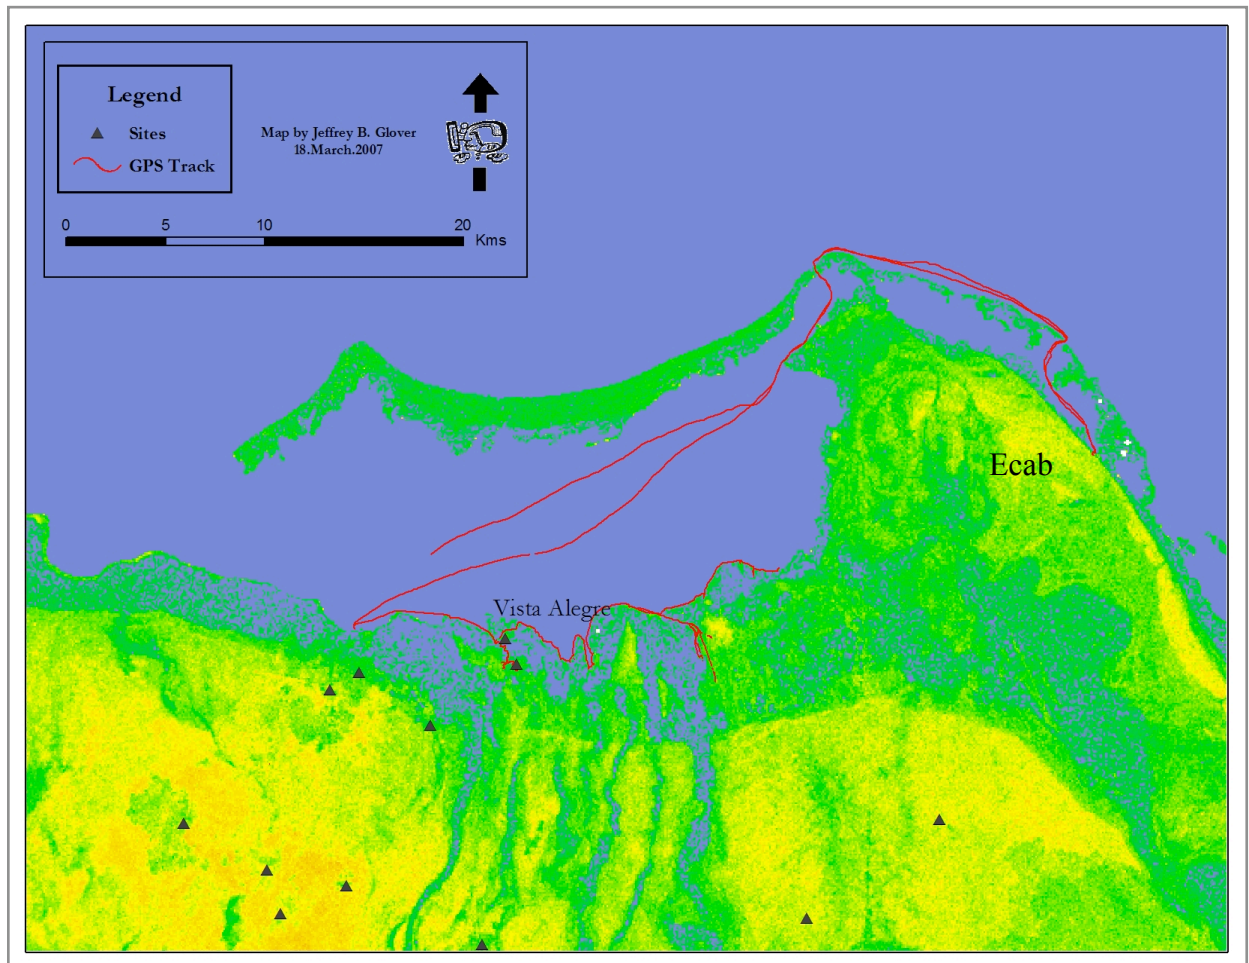 Legend
Sites
GPS Track
Map by Jeffrey B. Glover
18.March.2007
0 5 10 20
Kms
Ecab
Vista Alegre